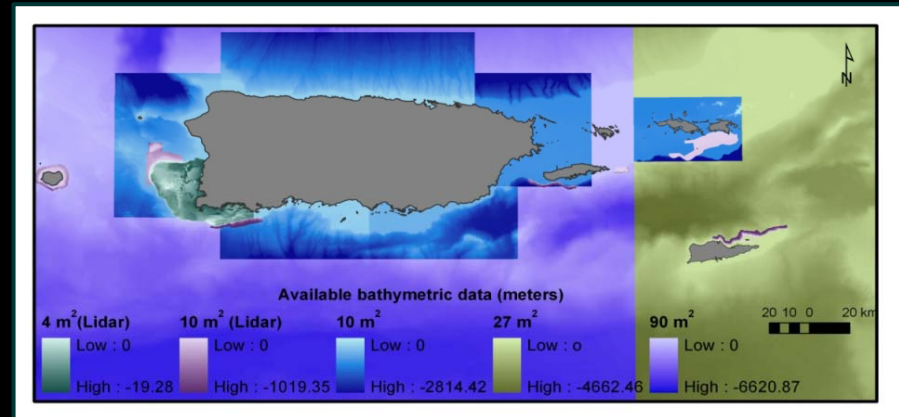 N
Available bathymetric data (meters)
4 m² (Lidar) 10 m² (Lidar) 10 m² 27 m² 90 m²
20 10 0 20 km
Low : 0 Low : 0 Low : 0 Low : o Low : 0
High : -19.28 High : -1019.35 High : -2814.42 High : -4662.46 High : -6620.87